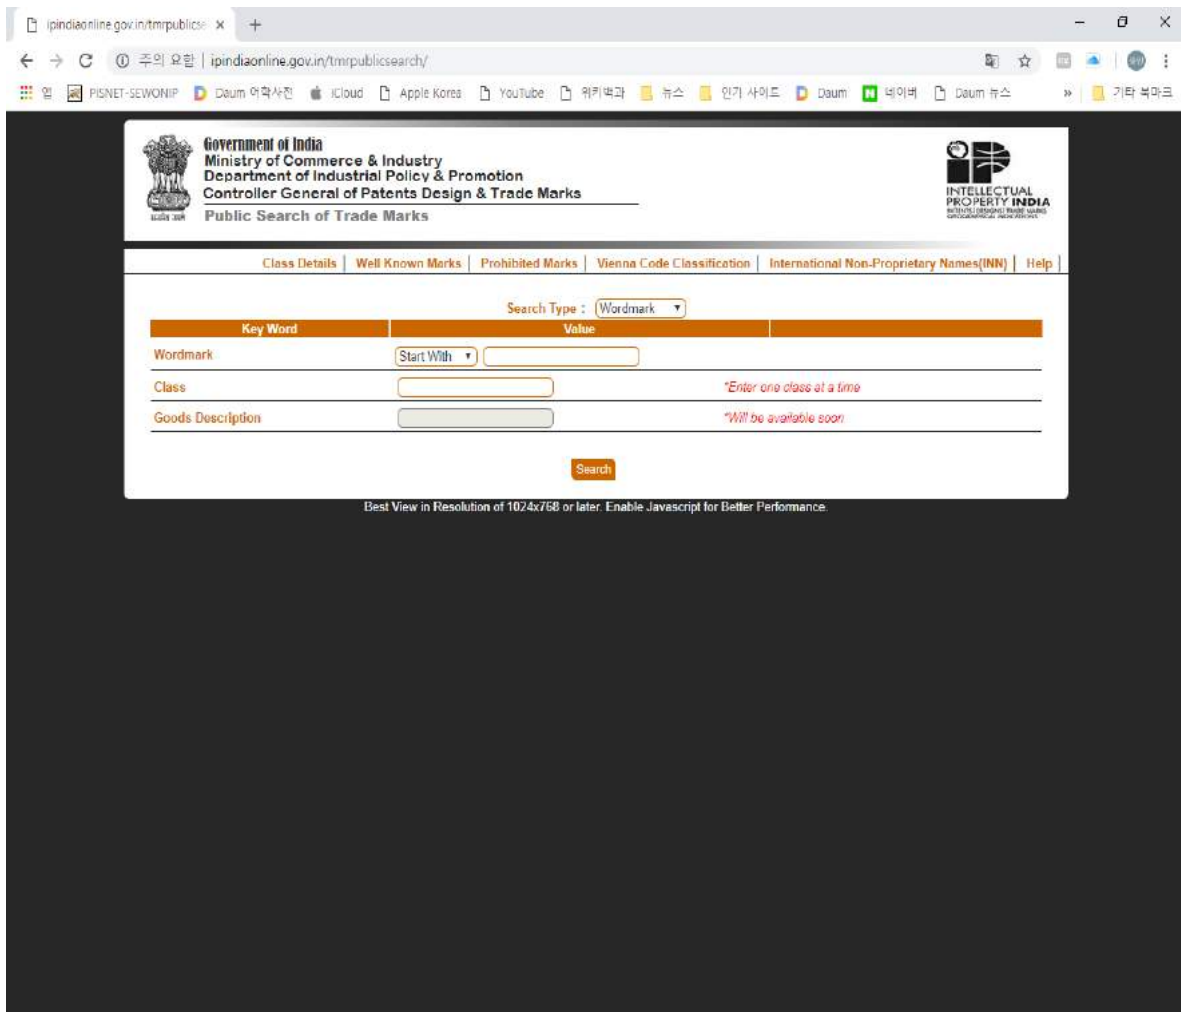 ipindiaonline.gov.in/tmrpublicse
주의 요함 | ipindiaonline.gov.in/tmrpublicsearch/
앱 PISNET-SEWONIP Daum 어학사전 iCloud Apple Korea YouTube 위키백과 뉴스 인기 사이트 Daum 네이버 Daum 뉴스 » 기타 북마크
Government of India
Ministry of Commerce & Industry
Department of Industrial Policy & Promotion
Controller General of Patents Design & Trade Marks
Public Search of Trade Marks
INTELLECTUAL
PROPERTY INDIA
Class Details | Well Known Marks | Prohibited Marks | Vienna Code Classification | International Non-Proprietary Names(INN) | Help |
Search Type : Wordmark
Key Word Value
Wordmark Start With
Class *Enter one class at a time
Goods Description *Will be available soon
Search
Best View in Resolution of 1024x768 or later. Enable Javascript for Better Performance.